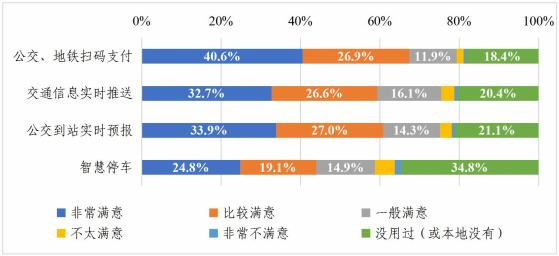 0% 20% 40% 60% 80% 100%
公交、地铁扫码支付 40.6% 26.9% 11.9% 18.4%
交通信息实时推送 32.7% 26.6% 16.1% 20.4%
公交到站实时预报 33.9% 27.0% 14.3% 21.1%
智慧停车 24.8% 19.1% 14.9% 34.8%
非常满意 比较满意 一般满意
不太满意 非常不满意 没用过（或本地没有）